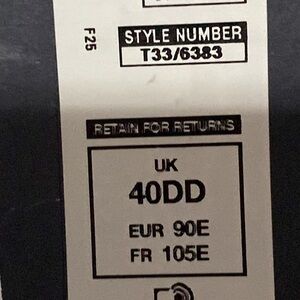 F25
STYLE NUMBER
T33/6383
RETAIN FOR RETURNS
UK
40DD
EUR 90E
FR 105E